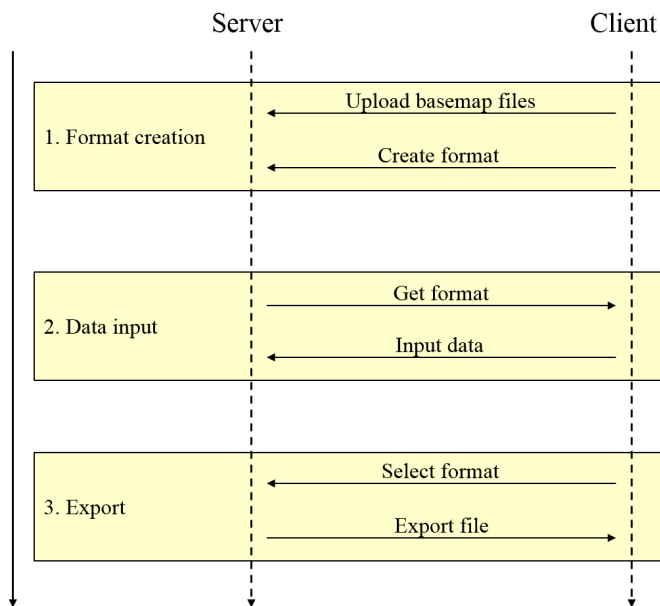 Server
Client
1. Format creation
Upload basemap files
Create format
2. Data input
Get format
Input data
3. Export
Select format
Export file